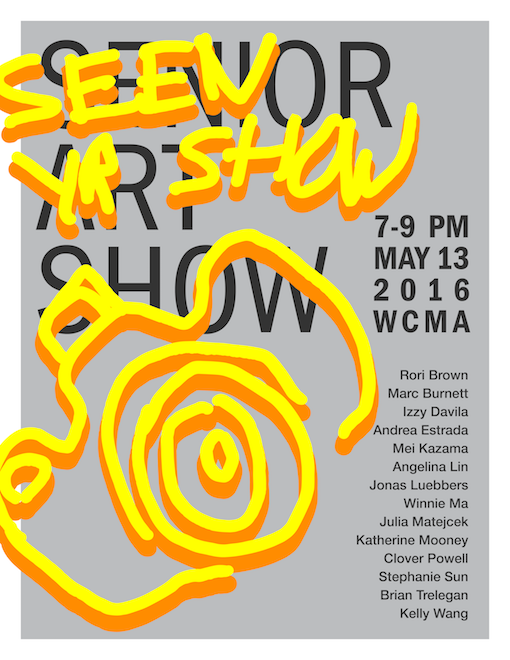 SENIOR
ART
SHOW
SEEN
YA SHOW
7-9 PM
MAY 13
2016
WCMA
Rori Brown
Marc Burnett
Izzy Davila
Andrea Estrada
Mei Kazama
Angelina Lin
Jonas Luebbers
Winnie Ma
Julia Matejcek
Katherine Mooney
Clover Powell
Stephanie Sun
Brian Trelegan
Kelly Wang